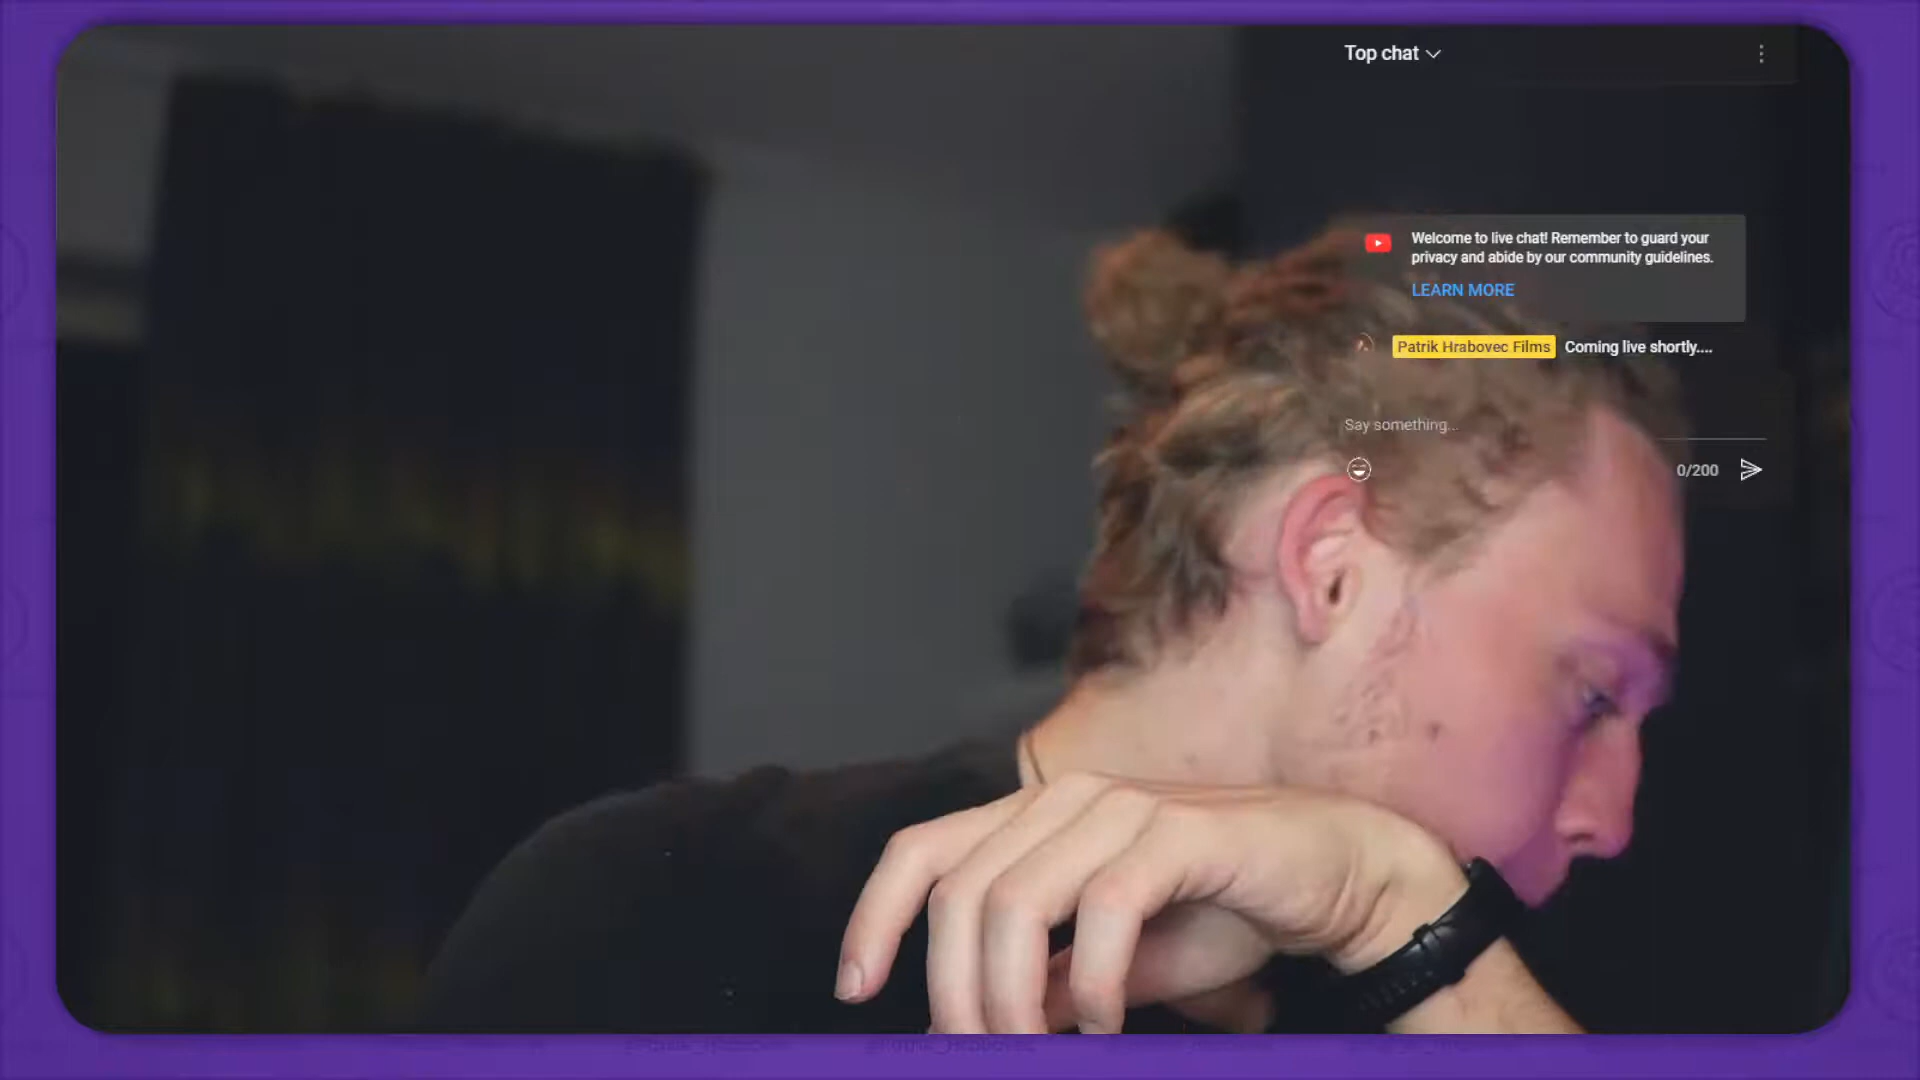 Top chat
Welcome to live chat! Remember to guard your
privacy and abide by our community guidelines.
LEARN MORE
Patrik Hrabovec Films Coming live shortly....
Say something...
0/200